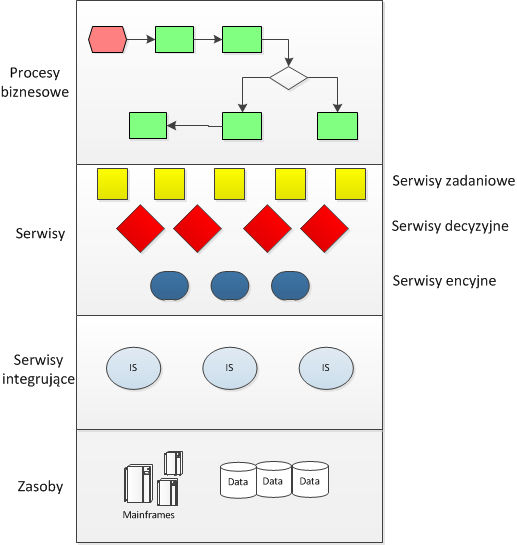 Procesy
biznesowe
Serwisy zadaniowe
Serwisy decyzyjne
Serwisy
Serwisy encyjne
Serwisy
integrujące
IS
IS
IS
Zasoby
Data
Data
Data
Mainframes